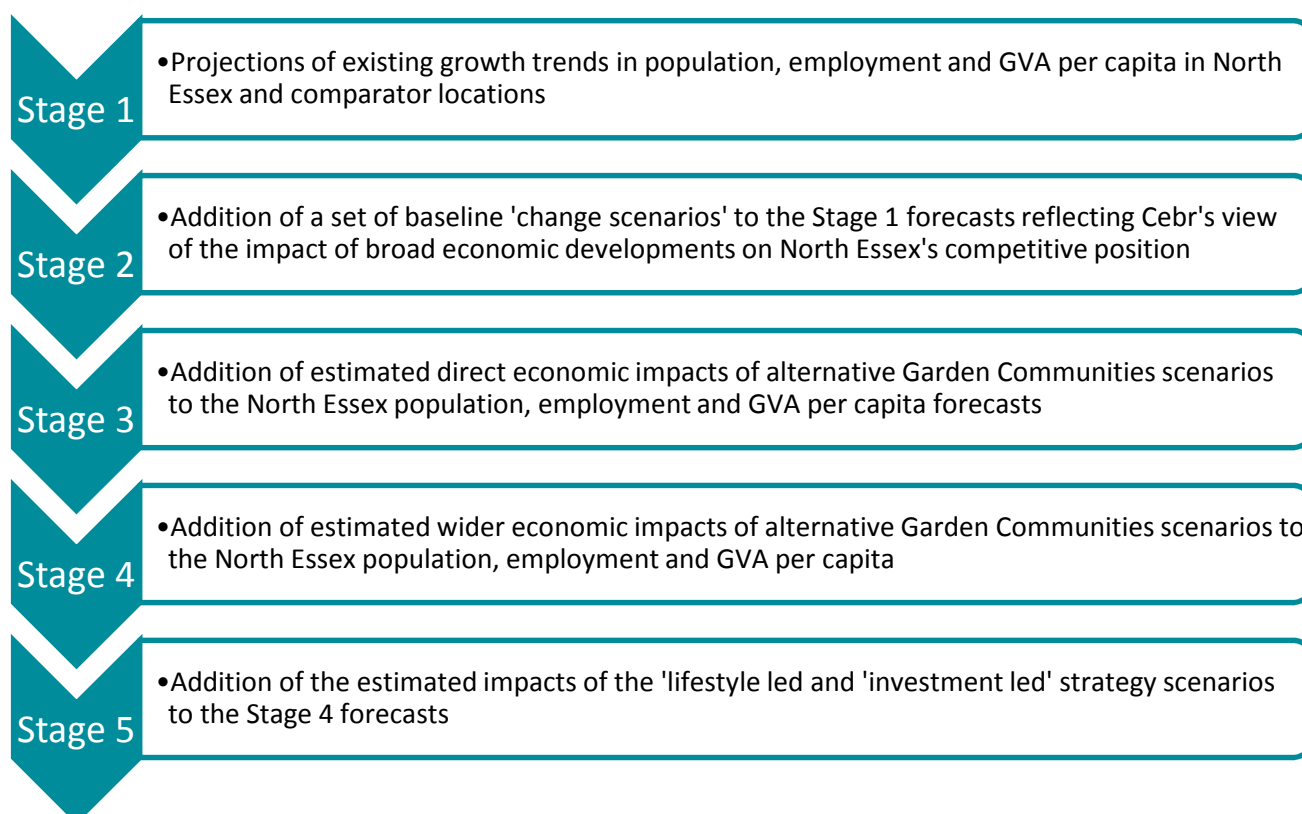 Stage 1
•Projections of existing growth trends in population, employment and GVA per capita in North
Essex and comparator locations
Stage 2
•Addition of a set of baseline 'change scenarios' to the Stage 1 forecasts reflecting Cebr's view
of the impact of broad economic developments on North Essex's competitive position
Stage 3
•Addition of estimated direct economic impacts of alternative Garden Communities scenarios
to the North Essex population, employment and GVA per capita forecasts
Stage 4
•Addition of estimated wider economic impacts of alternative Garden Communities scenarios to
the North Essex population, employment and GVA per capita
Stage 5
•Addition of the estimated impacts of the 'lifestyle led and 'investment led' strategy scenarios
to the Stage 4 forecasts